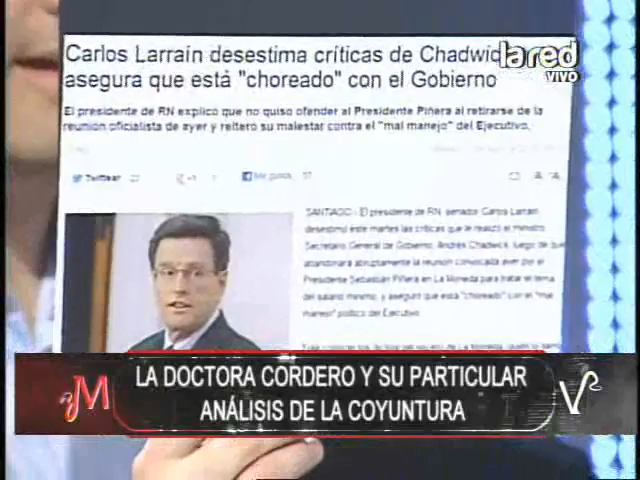 Carlos Larraín desestima críticas de Chadwick
asegura que está "choreado" con el Gobierno
lared
VIVO
El presidente de RN explicó que no quiso ofender al Presidente Piñera al retirarse de la
reunión oficialista de ayer y reiteró su malestar contra el "mal manejo" del Ejecutivo.
Twittear
SANTIAGO.- El presidente de RN, senador Carlos Larraín,
desestimó este martes las críticas que le realizó el ministro
Secretario General de Gobierno, Andrés Chadwick, luego de que
abandonara abruptamente la reunión convocada ayer por el
Presidente Sebastián Piñera en La Moneda para tratar el tema
del salario mínimo, y aseguró que está "choreado" con el "mal
manejo" político del Ejecutivo.
M
LA DOCTORA CORDERO Y SU PARTICULAR
ANÁLISIS DE LA COYUNTURA
V